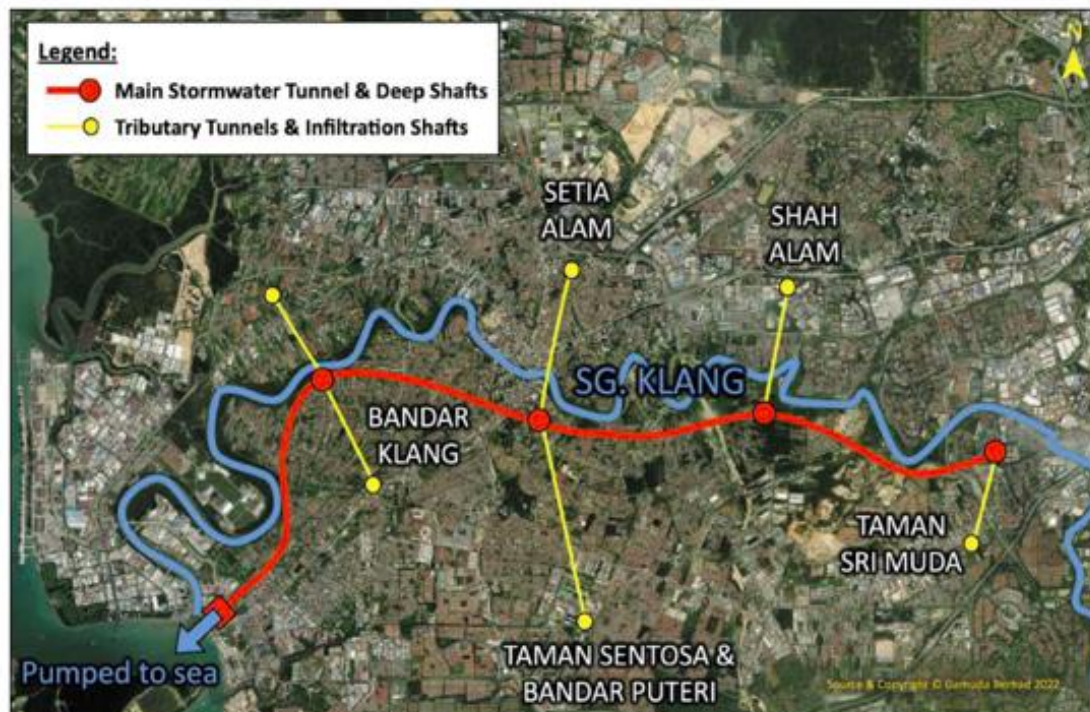 Legend:
Main Stormwater Tunnel & Deep Shafts
Tributary Tunnels & Infiltration Shafts
N
SETIA
ALAM
SHAH
ALAM
SG. KLANG
BANDAR
KLANG
TAMAN
SRI MUDA
TAMAN SENTOSA &
BANDAR PUTERI
Pumped to sea
Source & Copyright © Gamuda Berhad 2022